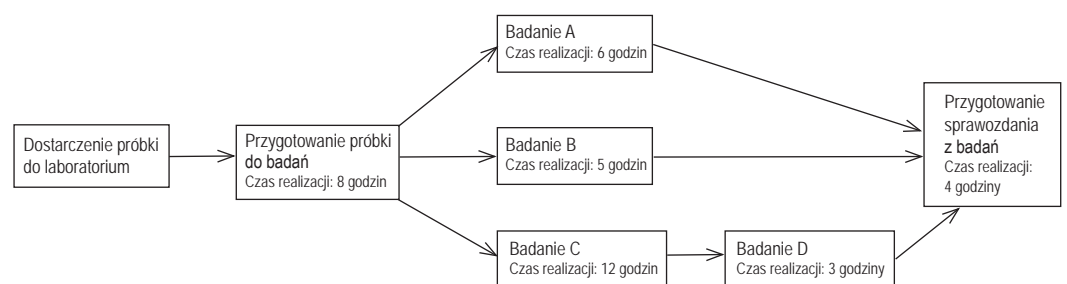 Dostarczenie próbki
do laboratorium
Przygotowanie próbki
do badań
Czas realizacji: 8 godzin
Badanie A
Czas realizacji: 6 godzin
Badanie B
Czas realizacji: 5 godzin
Badanie C
Czas realizacji: 12 godzin
Badanie D
Czas realizacji: 3 godziny
Przygotowanie
sprawozdania
z badań
Czas realizacji:
4 godziny